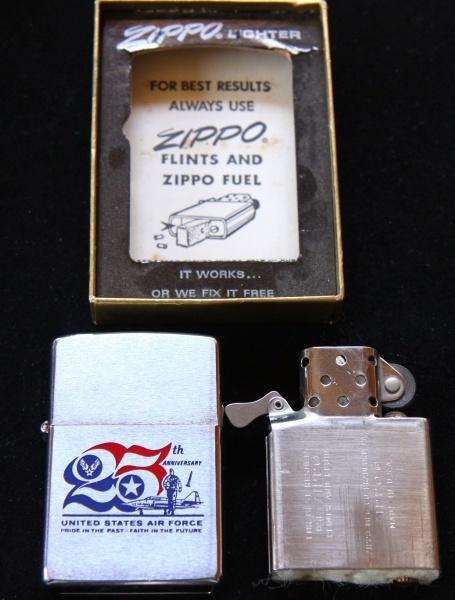 ZIPPO LIGHTER
FOR BEST RESULTS
ALWAYS USE
ZIPPO
FLINTS AND
ZIPPO FUEL
IT WORKS...
OR WE FIX IT FREE
25th
ANNIVERSARY
UNITED STATES AIR FORCE
PRIDE IN THE PAST - FAITH IN THE FUTURE